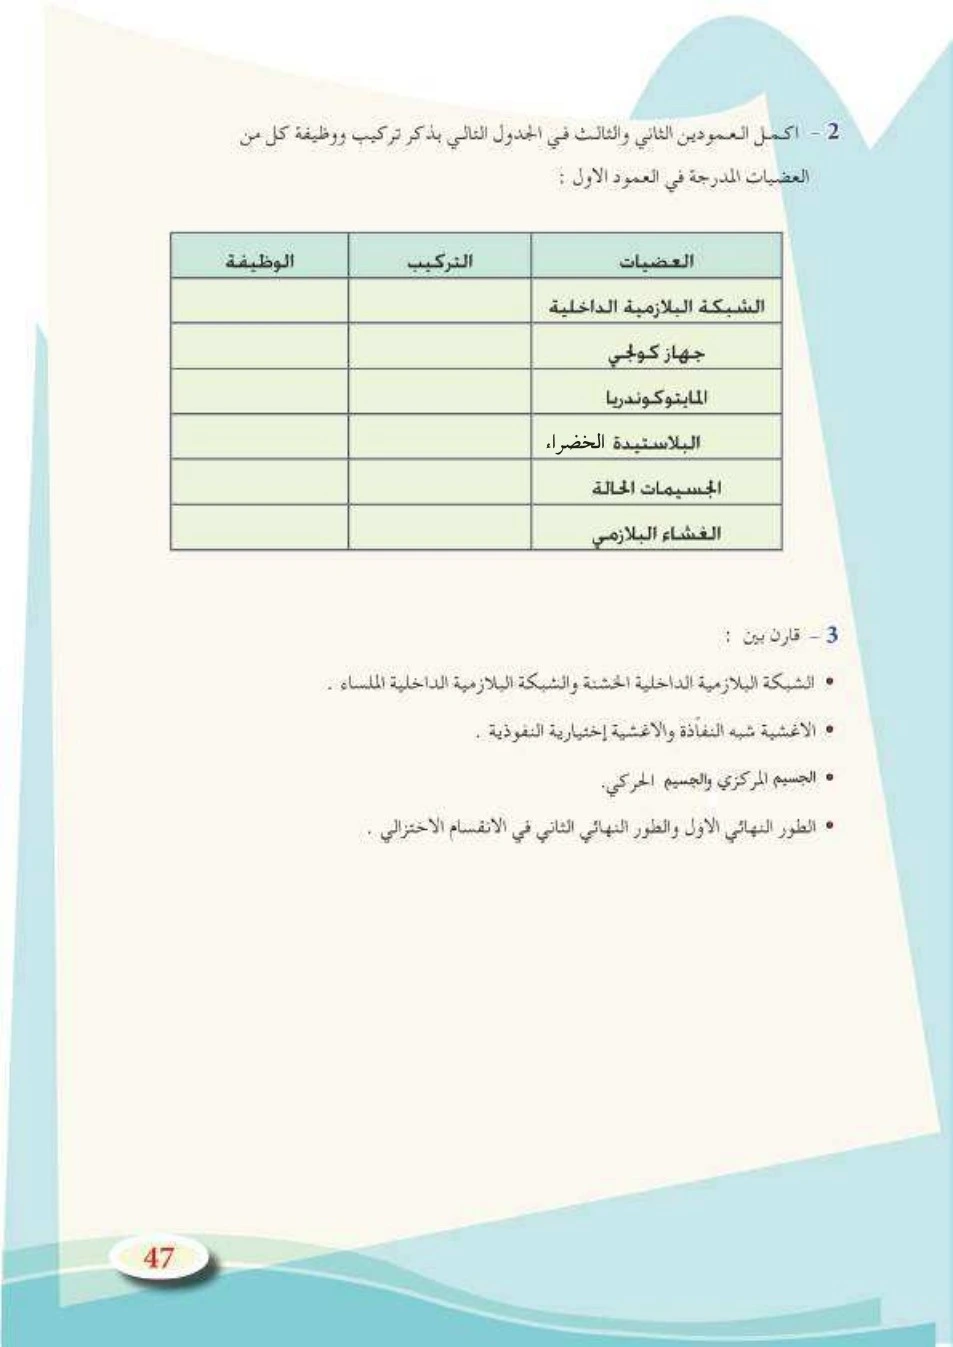 2 - اكمل العمودين الثاني والثالث في الجدول التالي بذكر تركيب ووظيفة كل من
العضيات المدرجة في العمود الاول :
العضيات التركيب الوظيفة
الشبكة البلازمية الداخلية
جهاز كولجي
المايتوكوندريا
البلاستيدة الخضراء
الجسيمات الحالة
الغشاء البلازمي
3 - قارن بين :
• الشبكة البلازمية الداخلية الخشنة والشبكة البلازمية الداخلية الملساء .
• الاغشية شبه النفاّذة والاغشية إختيارية النفوذية .
• الجسيم المركزي والجسيم الحركي.
• الطور النهائي الاول والطور النهائي الثاني في الانقسام الاختزالي .
47